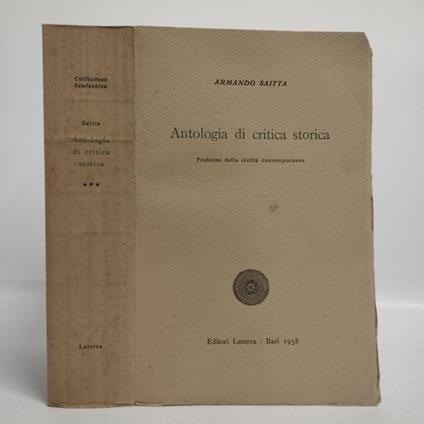 Collezione
Scolastica
Saitta
Antologia
di critica
storica
***
Laterza
ARMANDO SAITTA
Antologia di critica storica
Problemi della civiltà contemporanea
Editori Laterza - Bari 1958